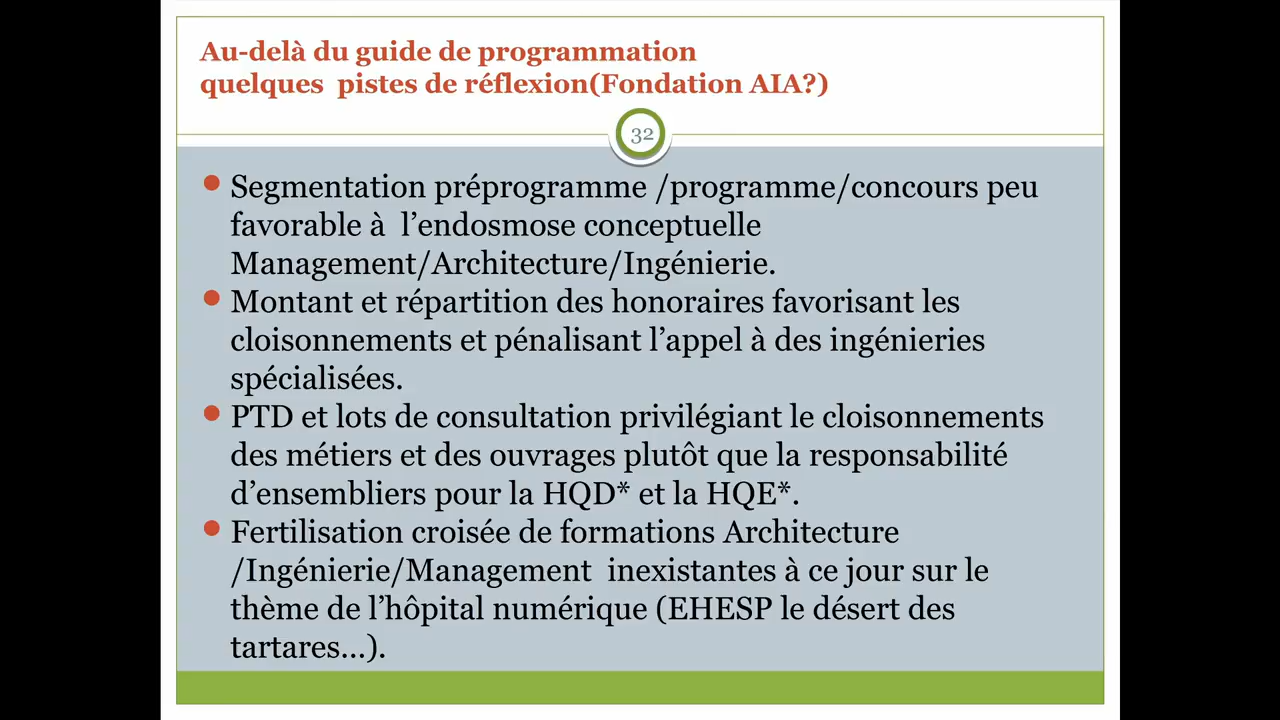 Au-delà du guide de programmation
quelques  pistes de réflexion(Fondation AIA?)
32
Segmentation préprogramme /programme/concours peu
favorable à  l’endosmose conceptuelle
Management/Architecture/Ingénierie.
Montant et répartition des honoraires favorisant les
cloisonnements et pénalisant l’appel à des ingénieries
spécialisées.
PTD et lots de consultation privilégiant le cloisonnements
des métiers et des ouvrages plutôt que la responsabilité
d’ensembliers pour la HQD* et la HQE*.
Fertilisation croisée de formations Architecture
/Ingénierie/Management  inexistantes à ce jour sur le
thème de l’hôpital numérique (EHESP le désert des
tartares…).